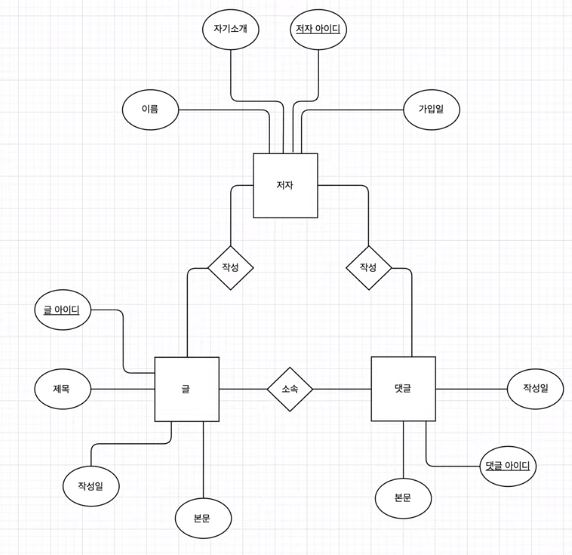 자기소개
저자 아이디
이름
가입일
저자
작성
작성
글 아이디
제목
글
소속
댓글
작성일
작성일
본문
본문
댓글 아이디